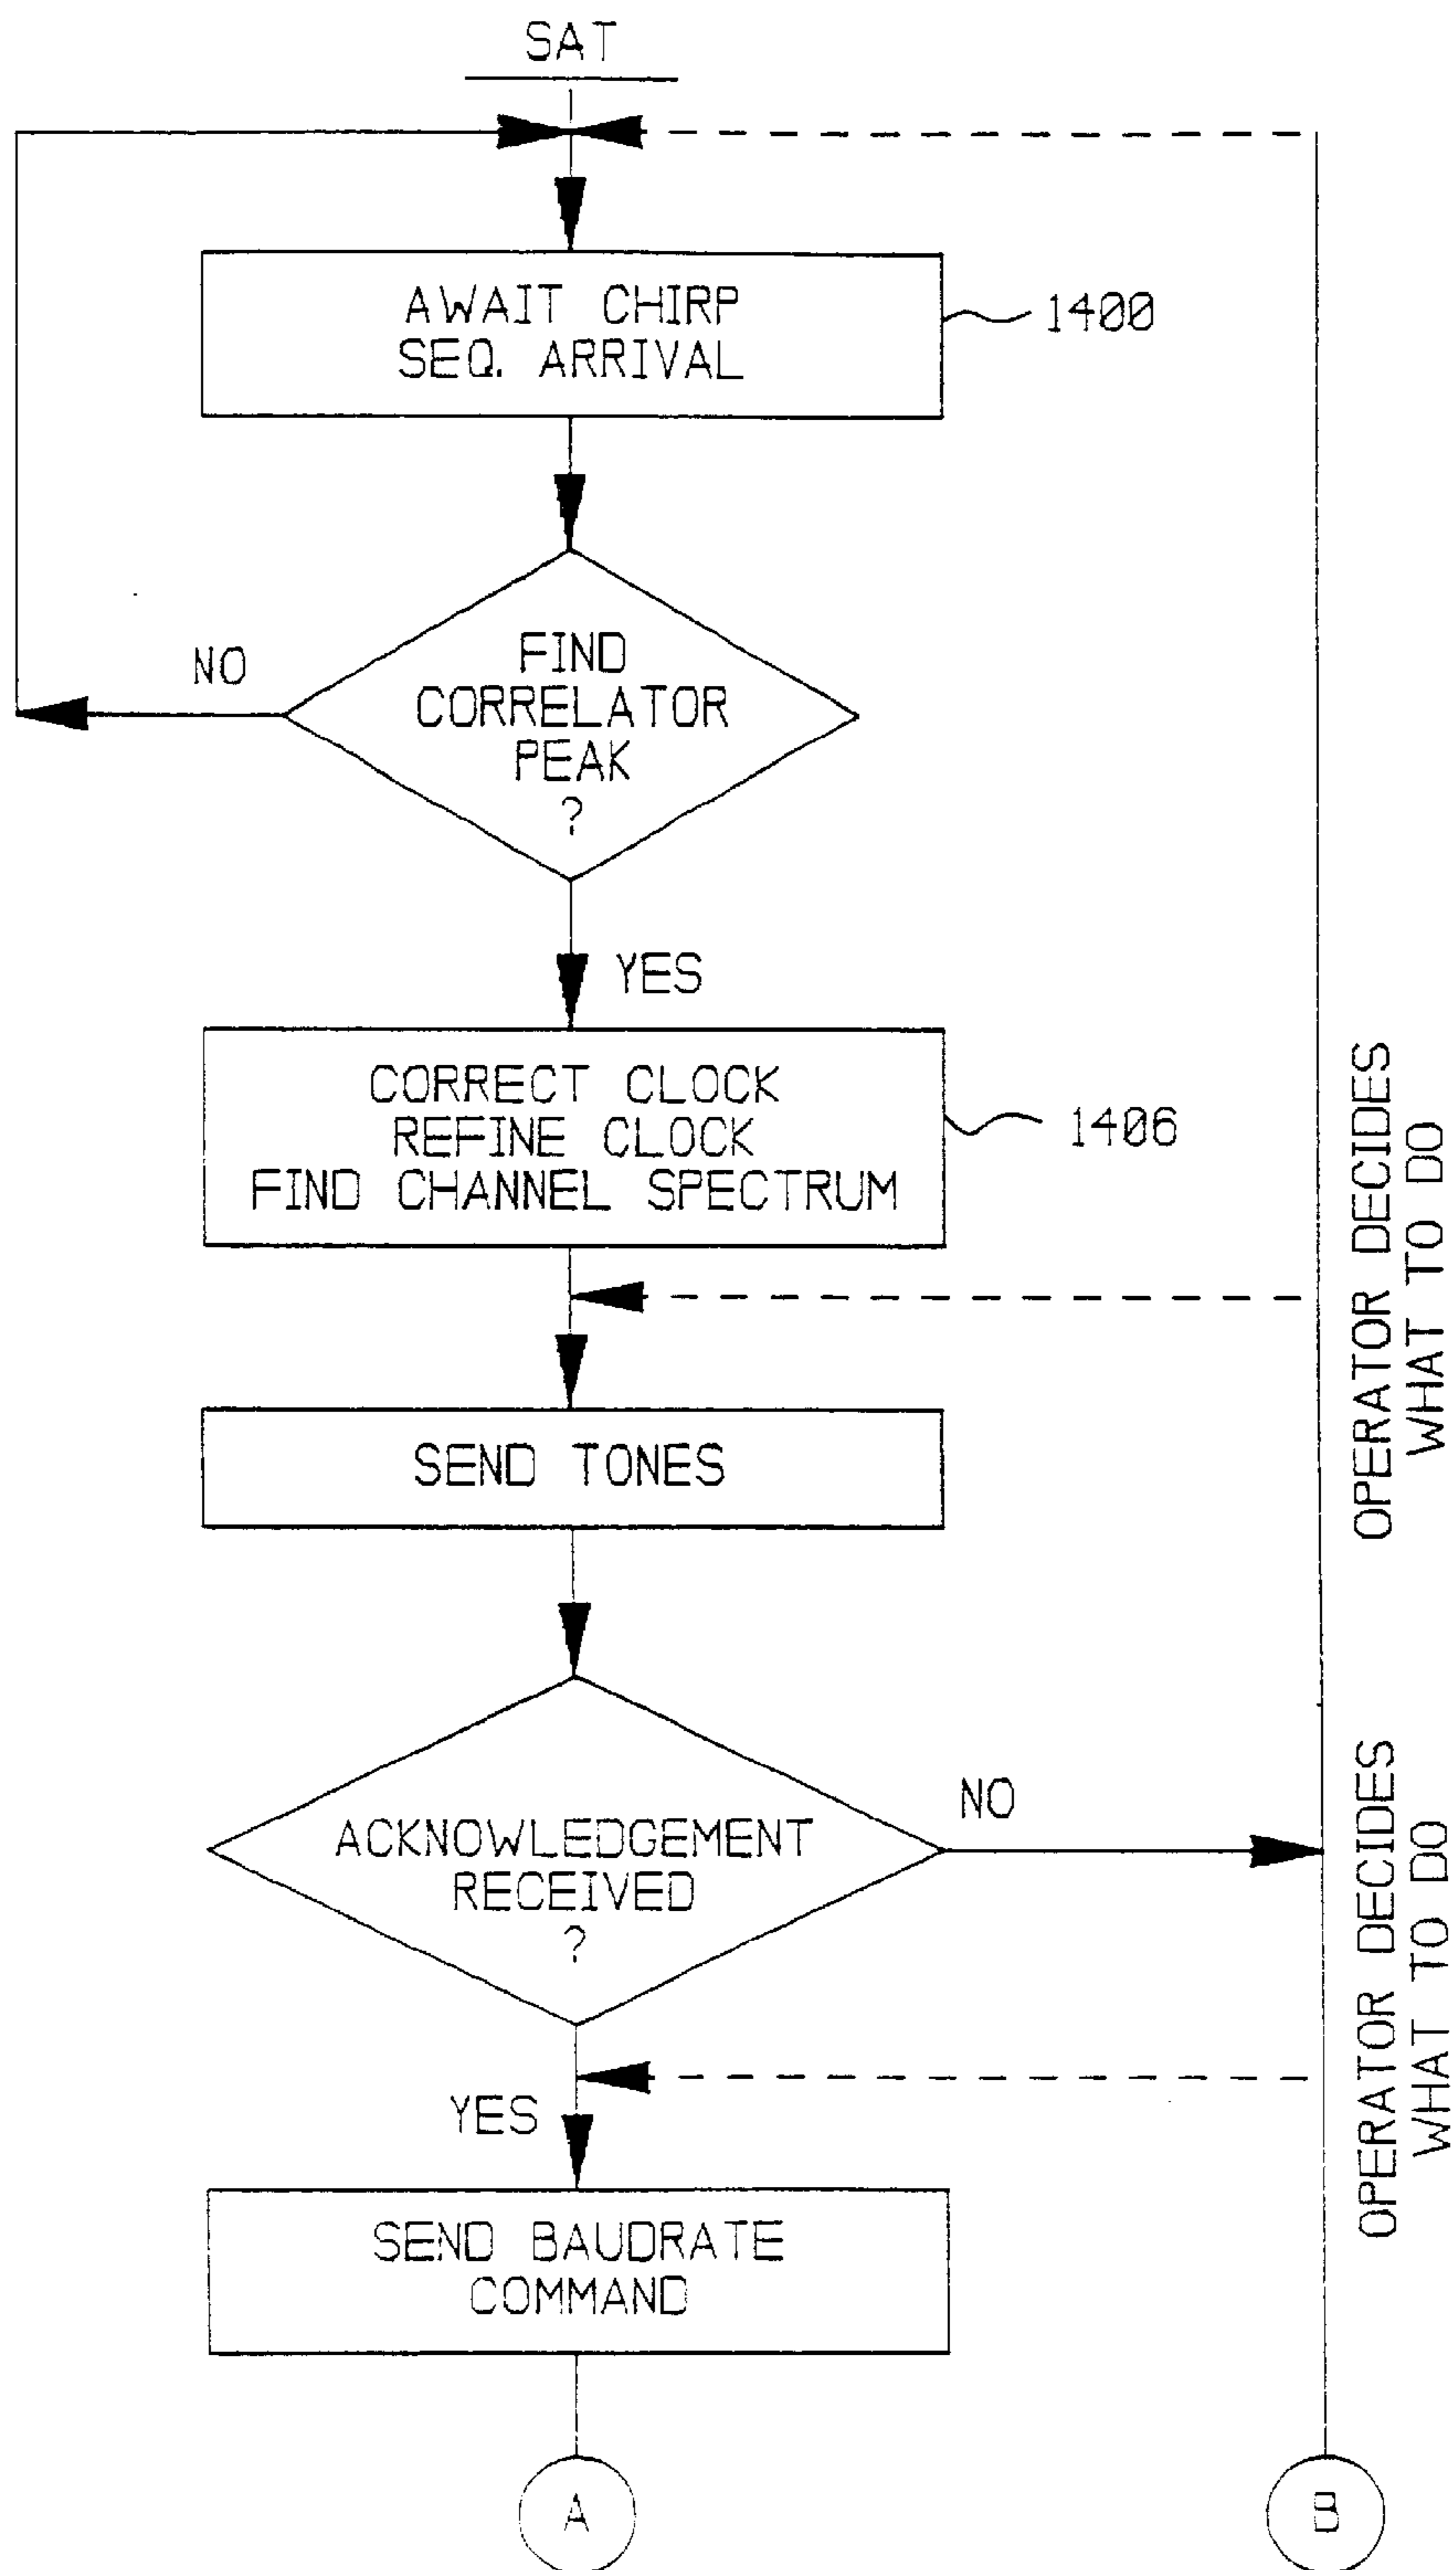 SAT
AWAIT CHIRP
SEQ. ARRIVAL
1400
NO
FIND
CORRELATOR
PEAK
?
YES
CORRECT CLOCK
REFINE CLOCK
FIND CHANNEL SPECTRUM
1406
OPERATOR DECIDES
WHAT TO DO
SEND TONES
NO
ACKNOWLEDGEMENT
RECEIVED
?
OPERATOR DECIDES
WHAT TO DO
YES
SEND BAUDRATE
COMMAND
A
B